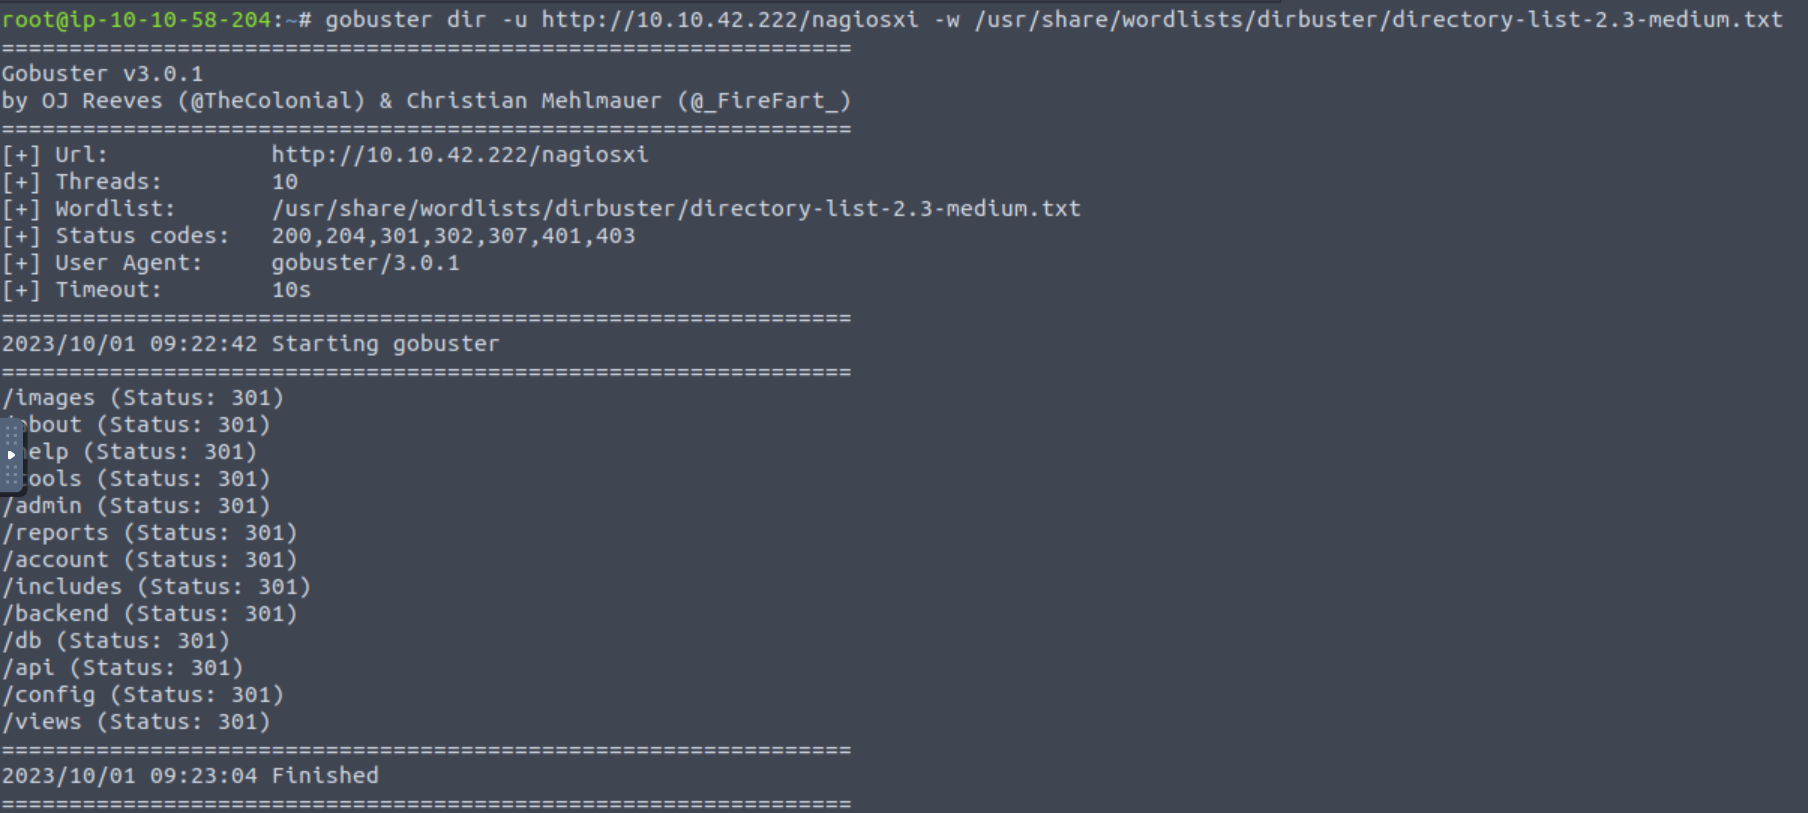 root@ip-10-10-58-204:~# gobuster dir -u http://10.10.42.222/nagiosxi -w /usr/share/wordlists/dirbuster/directory-list-2.3-medium.txt
===============================================================
Gobuster v3.0.1
by OJ Reeves (@TheColonial) & Christian Mehlmauer (@_FireFart_)
===============================================================
[+] Url:            http://10.10.42.222/nagiosxi
[+] Threads:        10
[+] Wordlist:       /usr/share/wordlists/dirbuster/directory-list-2.3-medium.txt
[+] Status codes:   200,204,301,302,307,401,403
[+] User Agent:     gobuster/3.0.1
[+] Timeout:        10s
===============================================================
2023/10/01 09:22:42 Starting gobuster
===============================================================
/images (Status: 301)
/about (Status: 301)
help (Status: 301)
tools (Status: 301)
/admin (Status: 301)
/reports (Status: 301)
/account (Status: 301)
/includes (Status: 301)
/backend (Status: 301)
/db (Status: 301)
/api (Status: 301)
/config (Status: 301)
/views (Status: 301)
===============================================================
2023/10/01 09:23:04 Finished
===============================================================